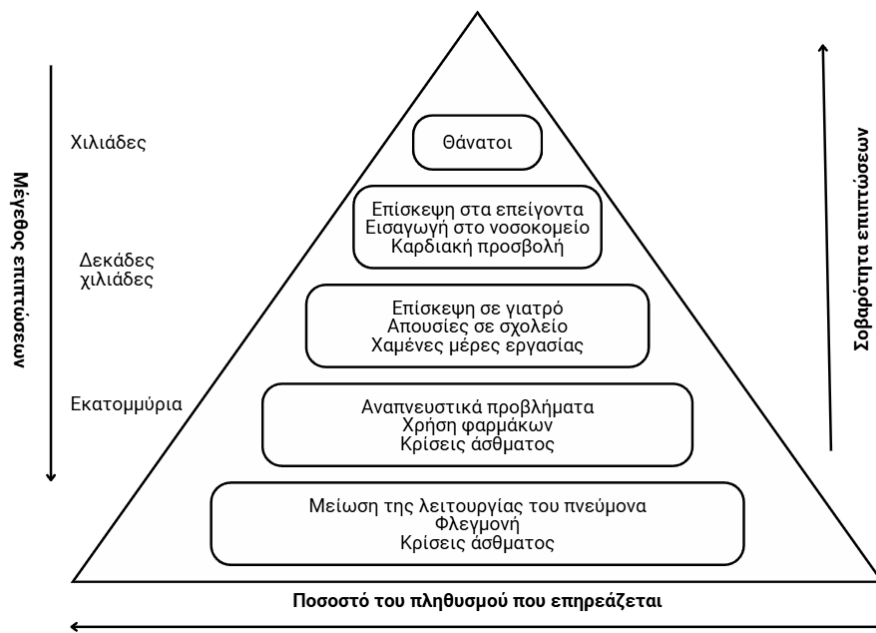 Χιλιάδες
Θάνατοι
Επίσκεψη στα επείγοντα
Εισαγωγή στο νοσοκομείο
Καρδιακή προσβολή
Δεκάδες
χιλιάδες
Επίσκεψη σε γιατρό
Απουσίες σε σχολείο
Χαμένες μέρες εργασίας
Εκατομμύρια
Αναπνευστικά προβλήματα
Χρήση φαρμάκων
Κρίσεις άσθματος
Μείωση της λειτουργίας του πνεύμονα
Φλεγμονή
Κρίσεις άσθματος
Μέγεθος επιπτώσεων
Σοβαρότητα επιπτώσεων
Ποσοστό του πληθυσμού που επηρεάζεται